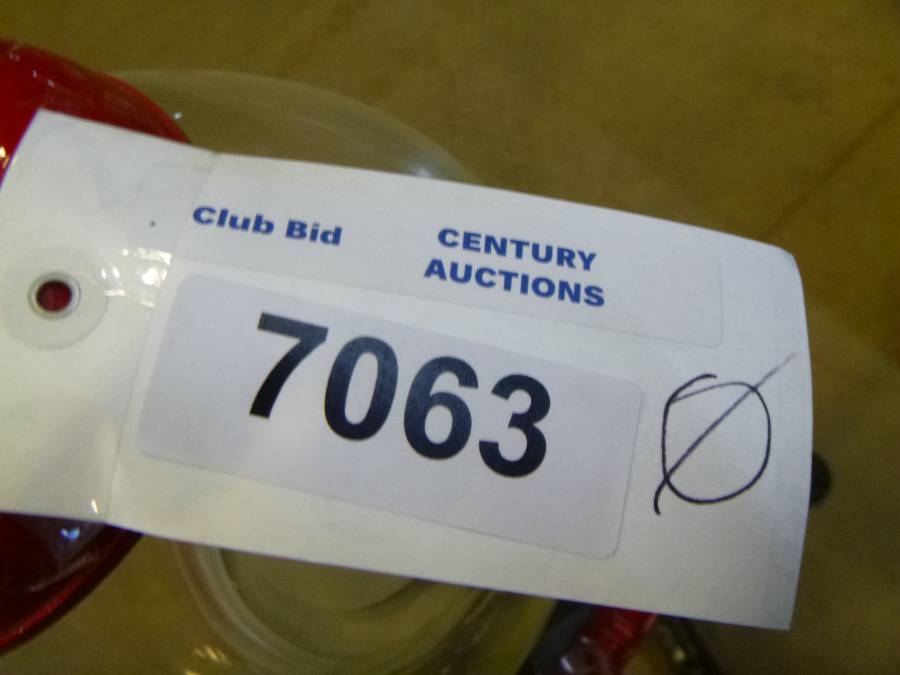 Club Bid
CENTURY
AUCTIONS
7063
Ø